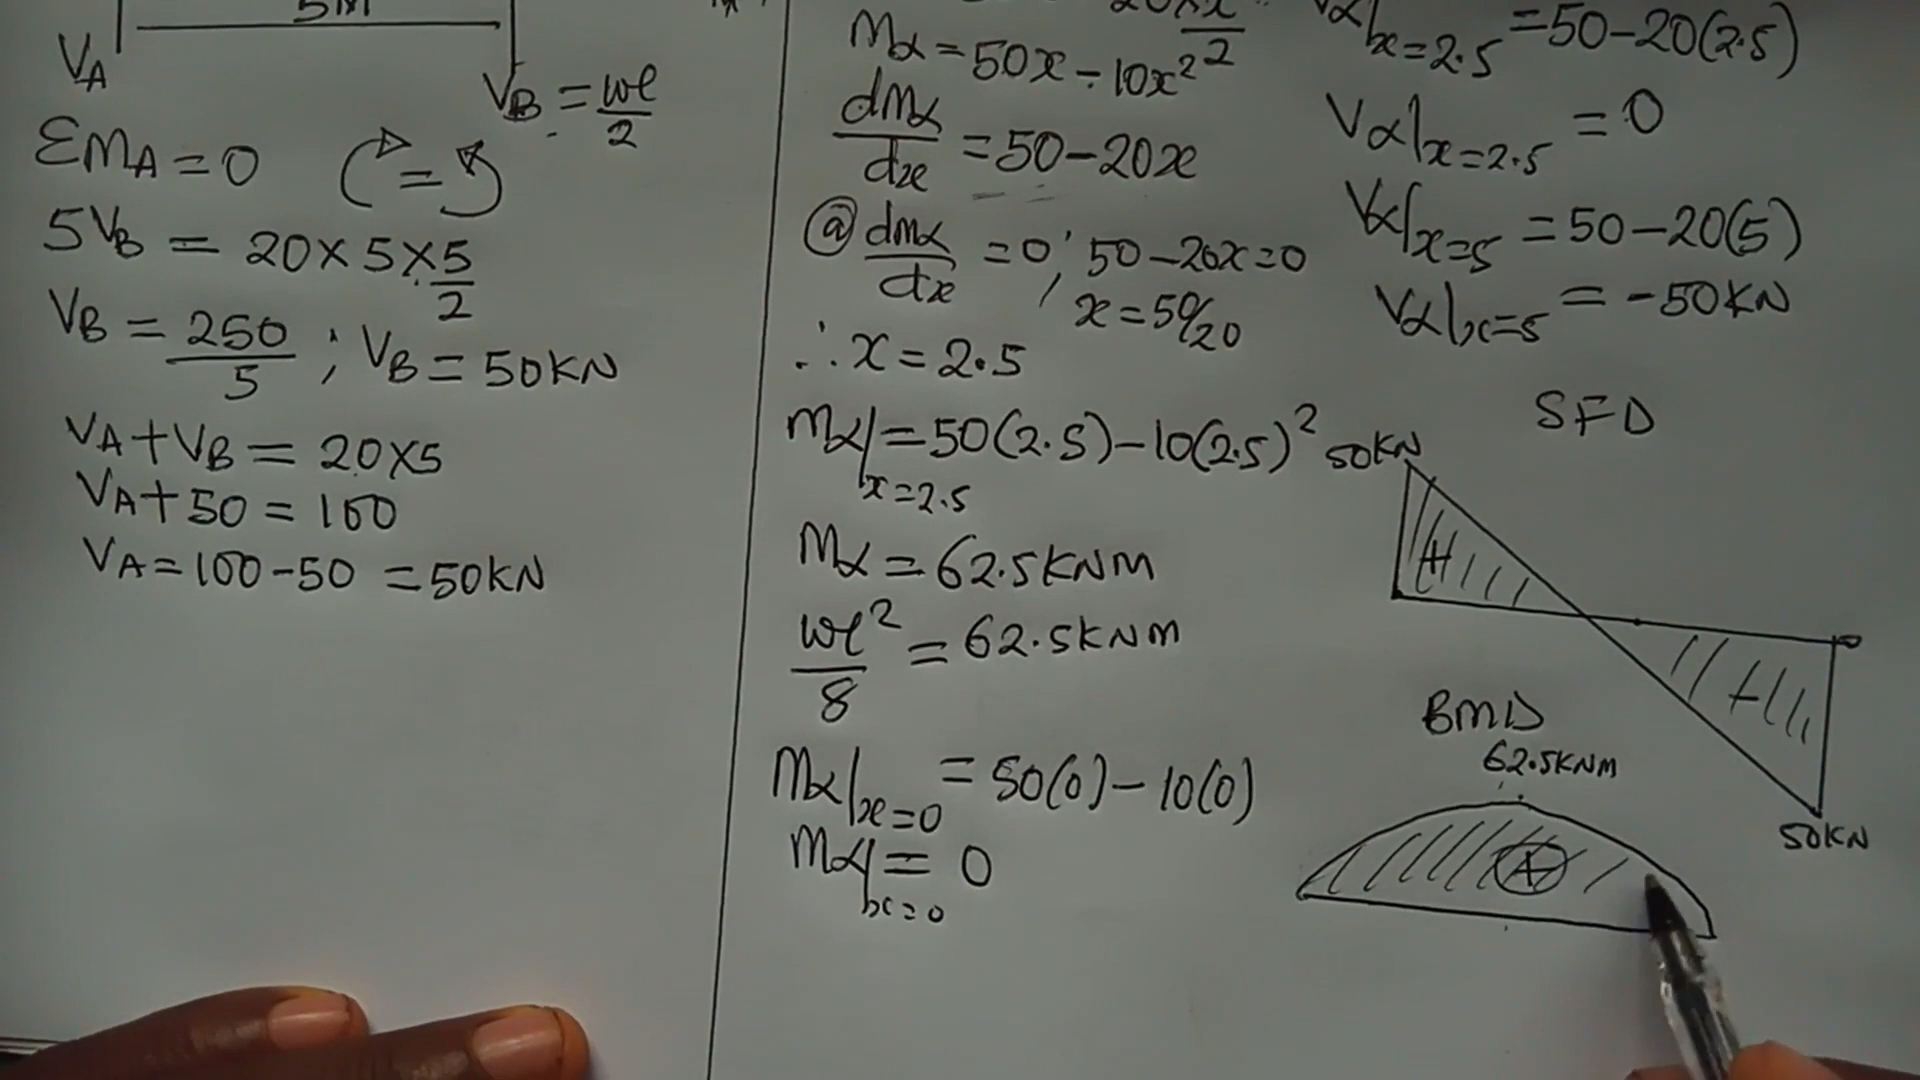 5M
VA
VB = wl/2
ΣMA = 0
5VB = 20 × 5 × 5/2
VB = 250/5 ; VB = 50KN
VA + VB = 20×5
VA + 50 = 100
VA = 100 - 50 = 50KN
Mx = 50x - 10x²
dMx/dx = 50 - 20x
@ dMx/dx = 0, 50 - 20x = 0
x = 50/20
∴ x = 2.5
Mx|x=2.5 = 50(2.5) - 10(2.5)²
Mx = 62.5KNM
wl²/8 = 62.5KNM
Mx|x=0 = 50(0) - 10(0)
Mx|x=0 = 0
Vx|x=2.5 = 50 - 20(2.5)
Vx|x=2.5 = 0
Vx|x=5 = 50 - 20(5)
Vx|x=5 = -50KN
SFD
50KN
+
-
50KN
BMD
62.5KNM
+